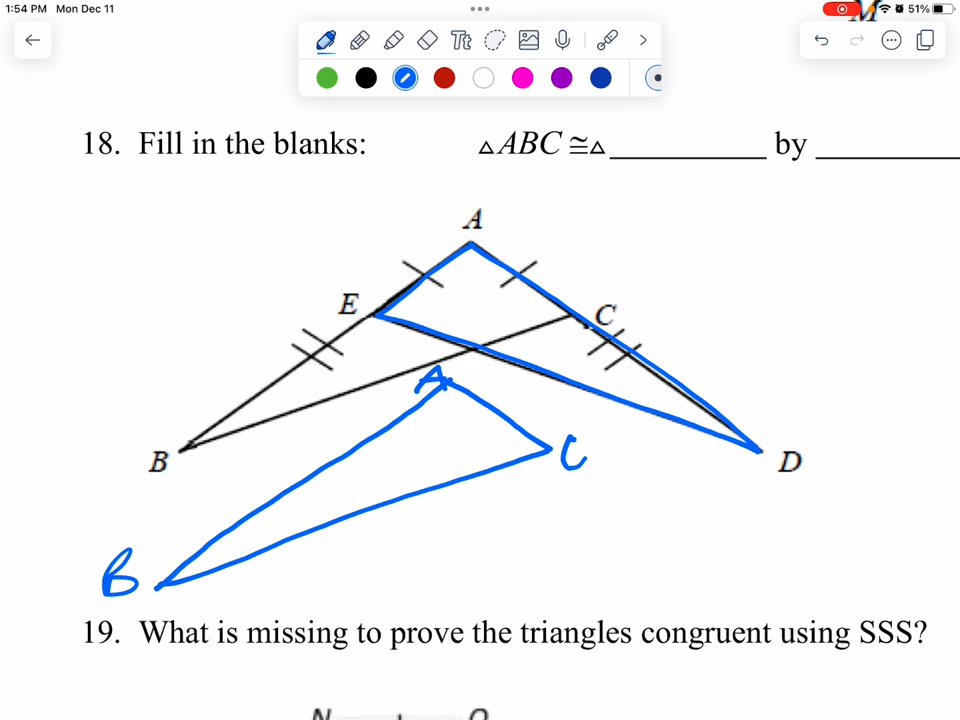 1:54 PM Mon Dec 11
51%
M
Tt
18. Fill in the blanks: △ABC ≅△__________ by __________
A
E
C
B
D
A
C
B
19. What is missing to prove the triangles congruent using SSS?
N
O